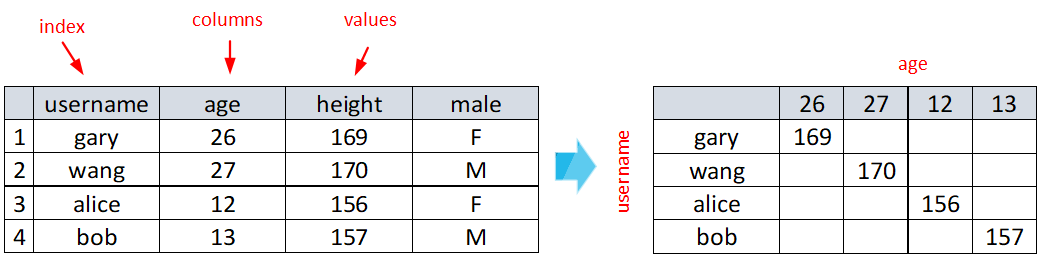 index
columns
values
username age height male
1 gary 26 169 F
2 wang 27 170 M
3 alice 12 156 F
4 bob 13 157 M
age
username
26 27 12 13
gary 169
wang 170
alice 156
bob 157